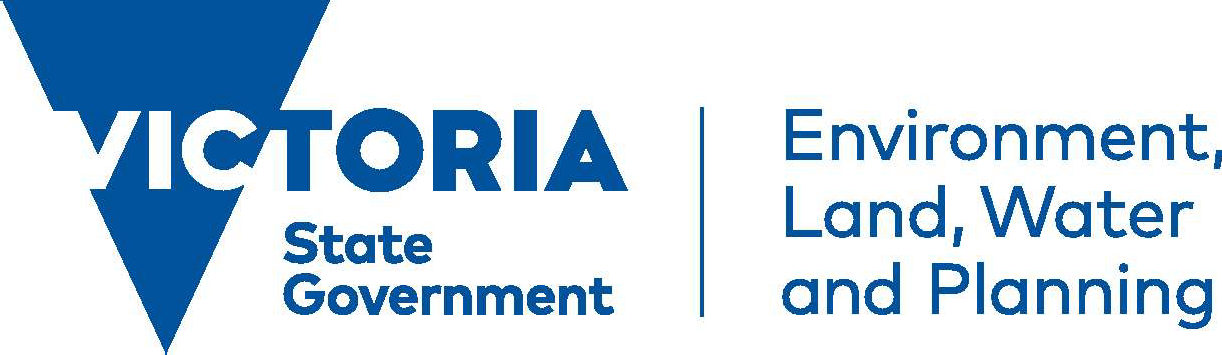 VICTORIA
State
Government
Environment,
Land, Water
and Planning